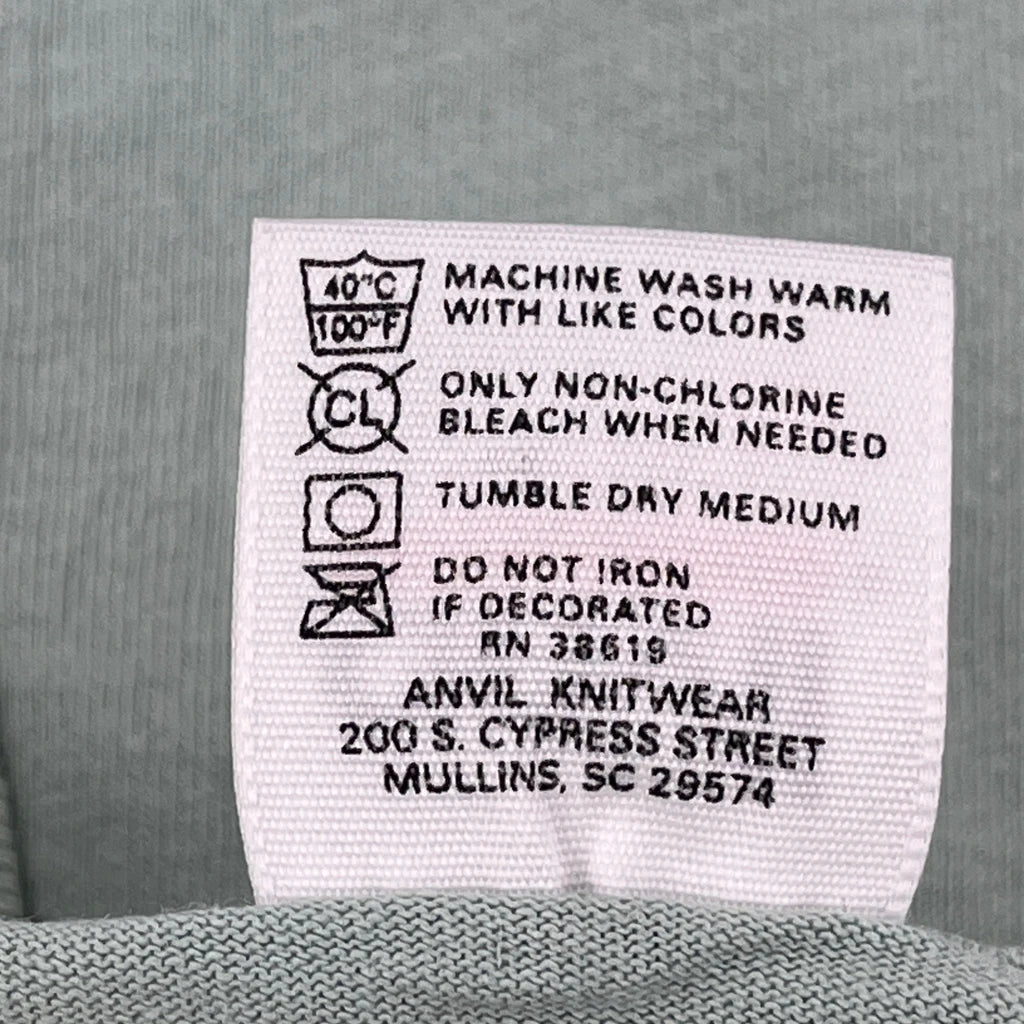 40°C
100°F
MACHINE WASH WARM
WITH LIKE COLORS
CL
ONLY NON-CHLORINE
BLEACH WHEN NEEDED
TUMBLE DRY MEDIUM
DO NOT IRON
IF DECORATED
RN 38619
ANVIL KNITWEAR
200 S. CYPRESS STREET
MULLINS, SC 29574